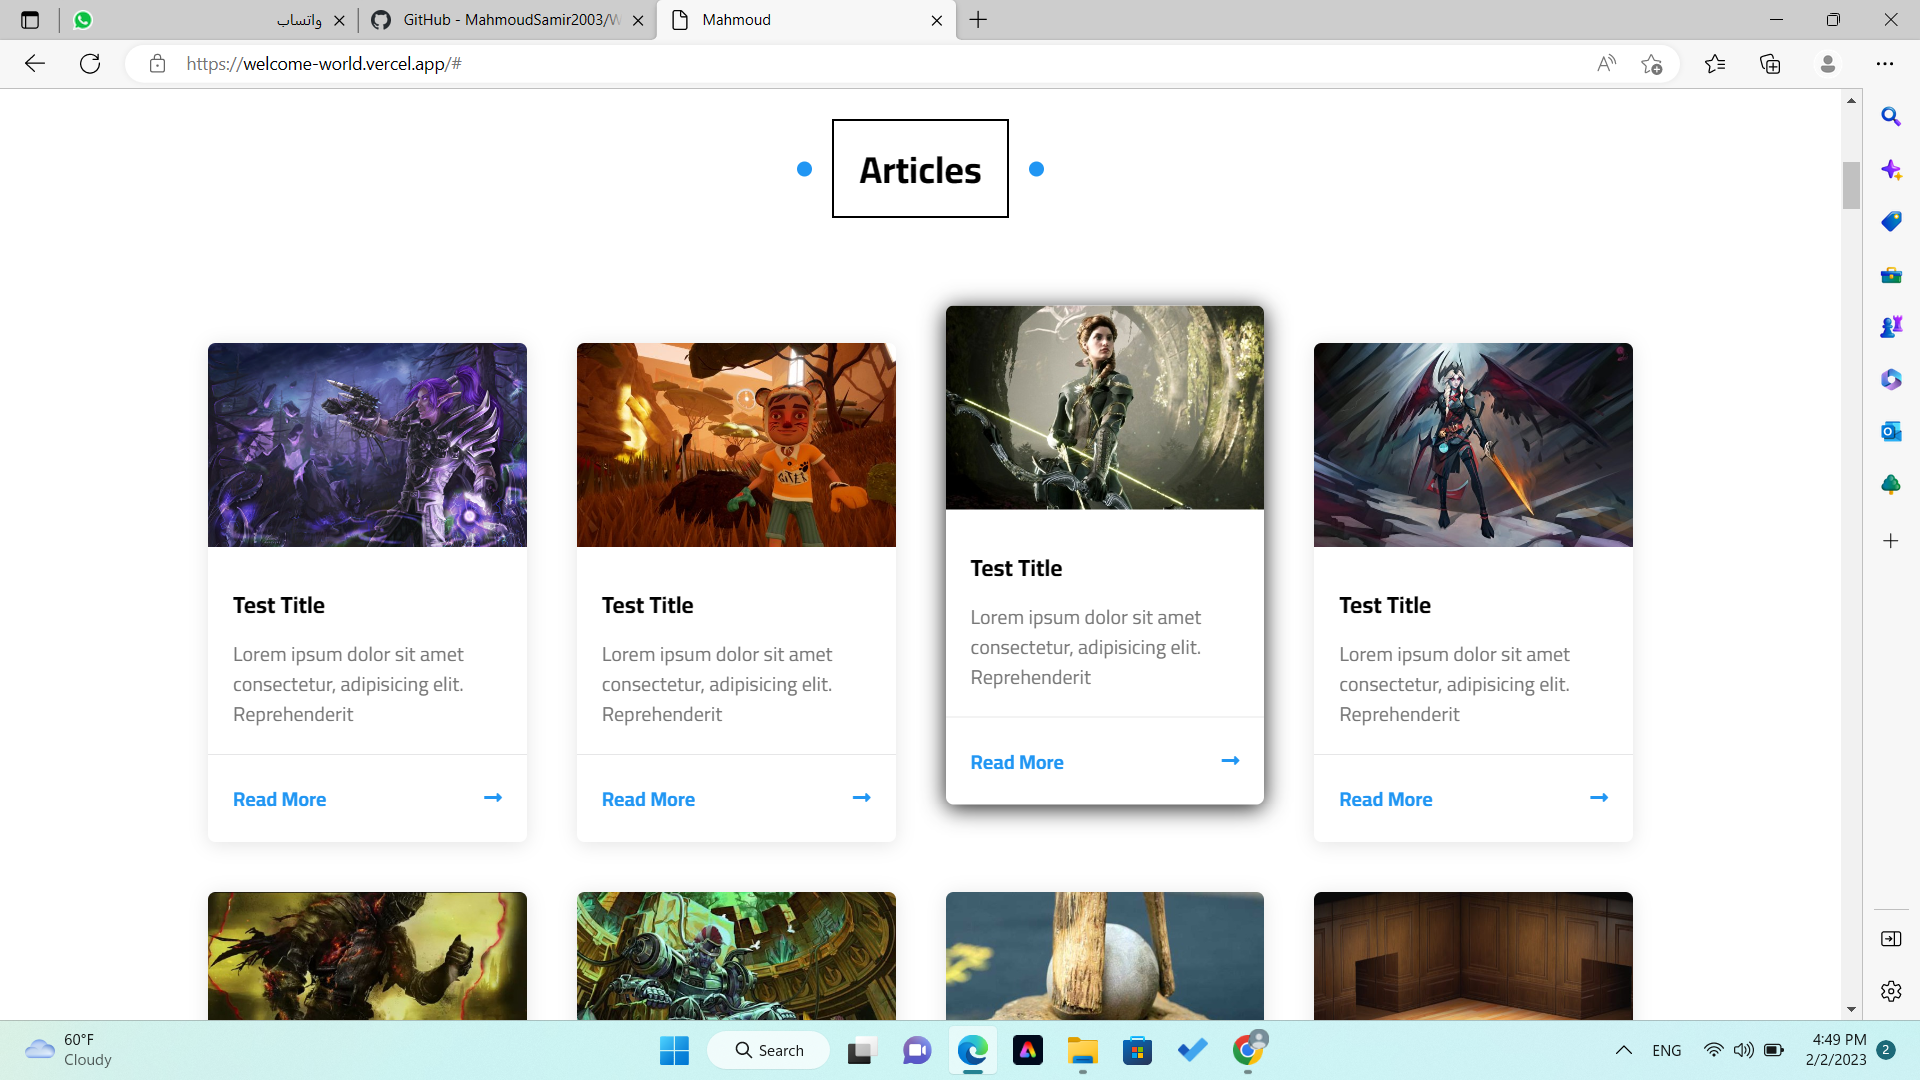 واتساب
GitHub - MahmoudSamir2003/W
Mahmoud
https://welcome-world.vercel.app/#
Articles
Test Title
Lorem ipsum dolor sit amet
consectetur, adipisicing elit.
Reprehenderit
Read More
Test Title
Lorem ipsum dolor sit amet
consectetur, adipisicing elit.
Reprehenderit
Read More
Test Title
Lorem ipsum dolor sit amet
consectetur, adipisicing elit.
Reprehenderit
Read More
Test Title
Lorem ipsum dolor sit amet
consectetur, adipisicing elit.
Reprehenderit
Read More
60°F
Cloudy
Search
ENG
4:49 PM
2/2/2023
2